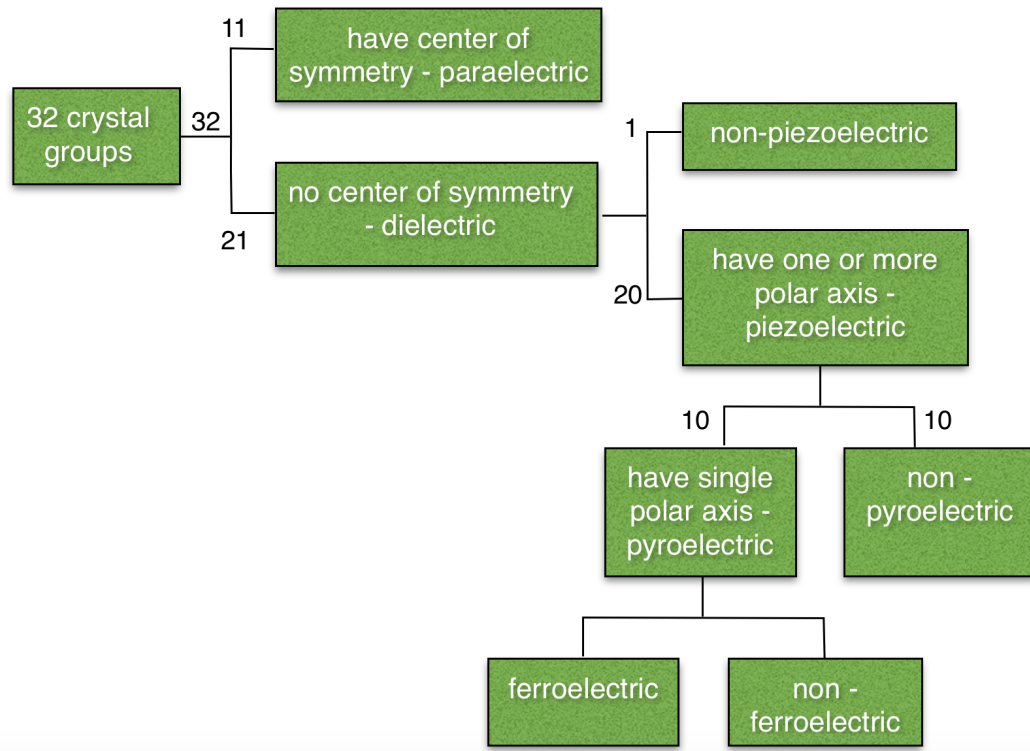 11
have center of
symmetry - paraelectric
32 crystal
groups
32
1
non-piezoelectric
no center of symmetry
- dielectric
21
20
have one or more
polar axis -
piezoelectric
10
10
have single
polar axis -
pyroelectric
non -
pyroelectric
ferroelectric
non -
ferroelectric